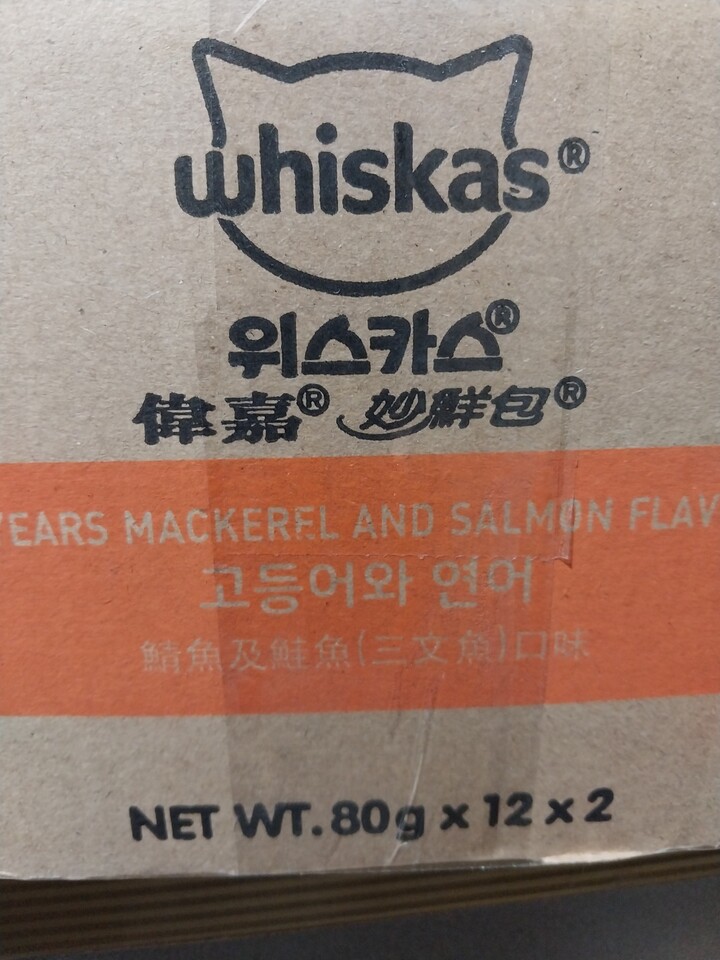 whiskas®
위스카스®
偉嘉® 妙鮮包®
YEARS MACKEREL AND SALMON FLAV
고등어와 연어
鯖魚及鮭魚(三文魚)口味
NET WT. 80g x 12 x 2